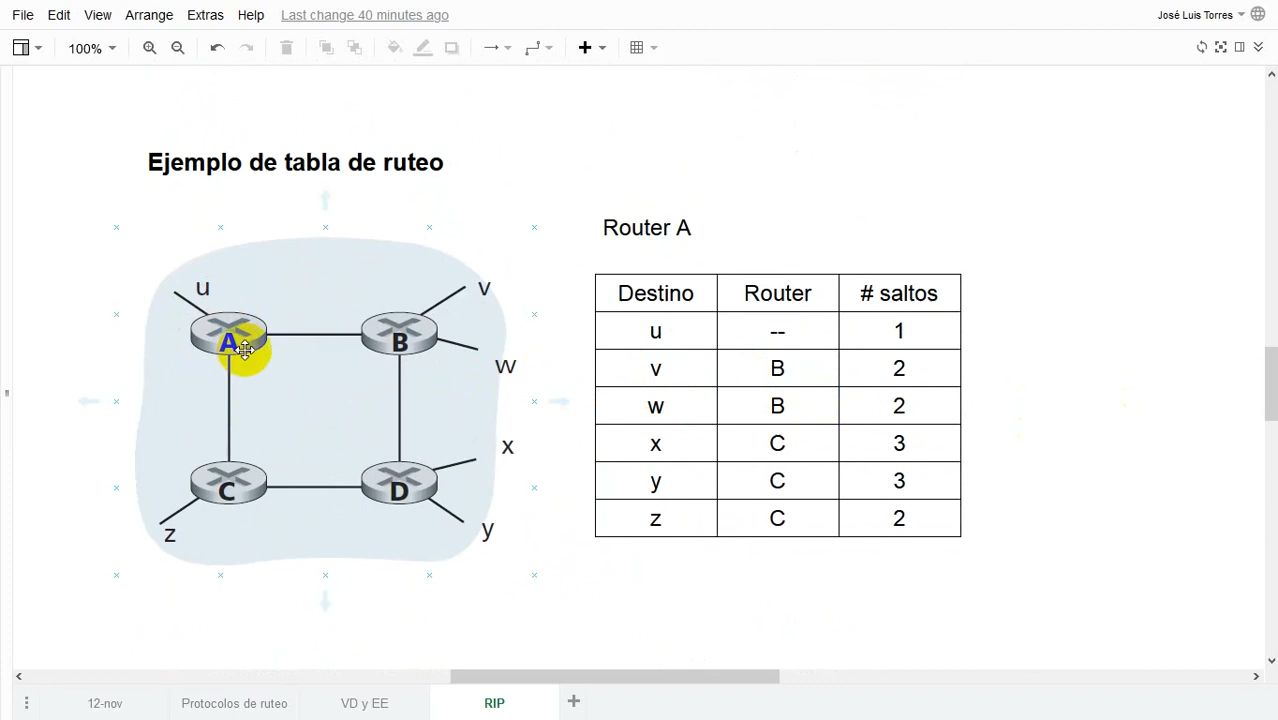 File Edit View Arrange Extras Help Last change 40 minutes ago José Luis Torres
100%
Ejemplo de tabla de ruteo
Router A
u
v
A
B
w
x
C
D
z
y
Destino Router # saltos
u -- 1
v B 2
w B 2
x C 3
y C 3
z C 2
12-nov Protocolos de ruteo VD y EE RIP